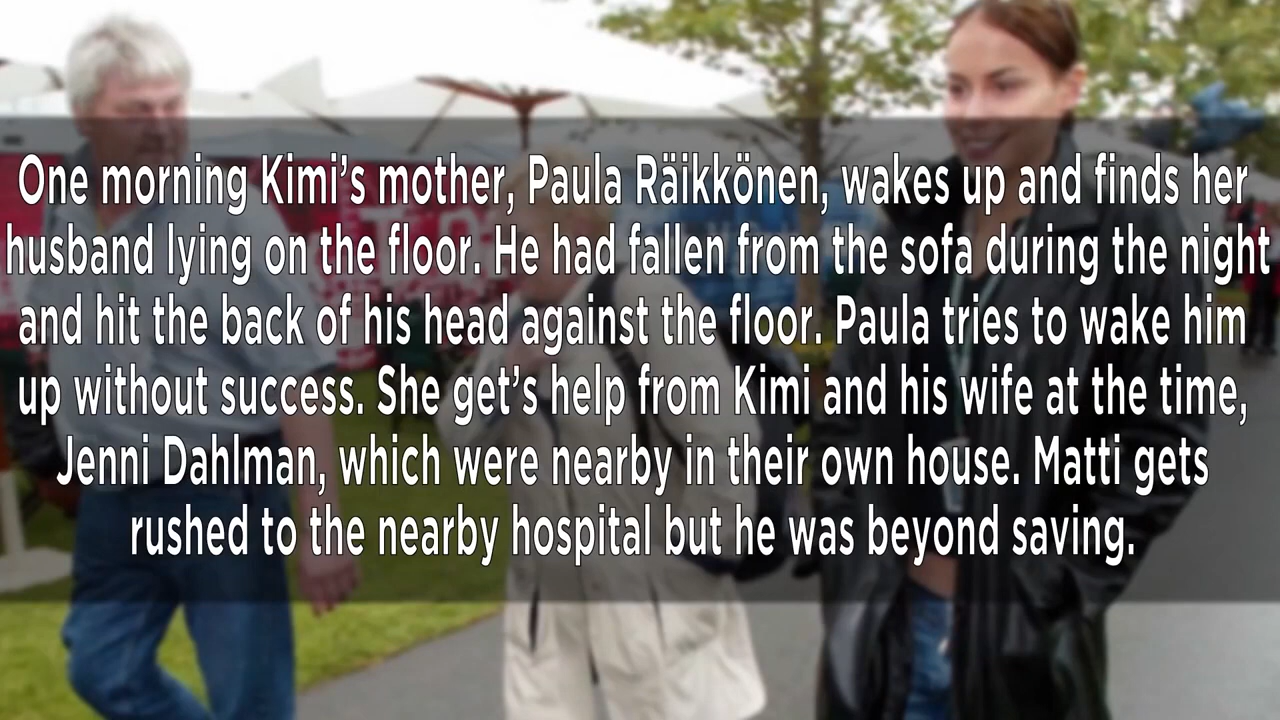 One morning Kimi’s mother, Paula Räikkönen, wakes up and finds her
husband lying on the floor. He had fallen from the sofa during the night
and hit the back of his head against the floor. Paula tries to wake him
up without success. She get’s help from Kimi and his wife at the time,
Jenni Dahlman, which were nearby in their own house. Matti gets
rushed to the nearby hospital but he was beyond saving.